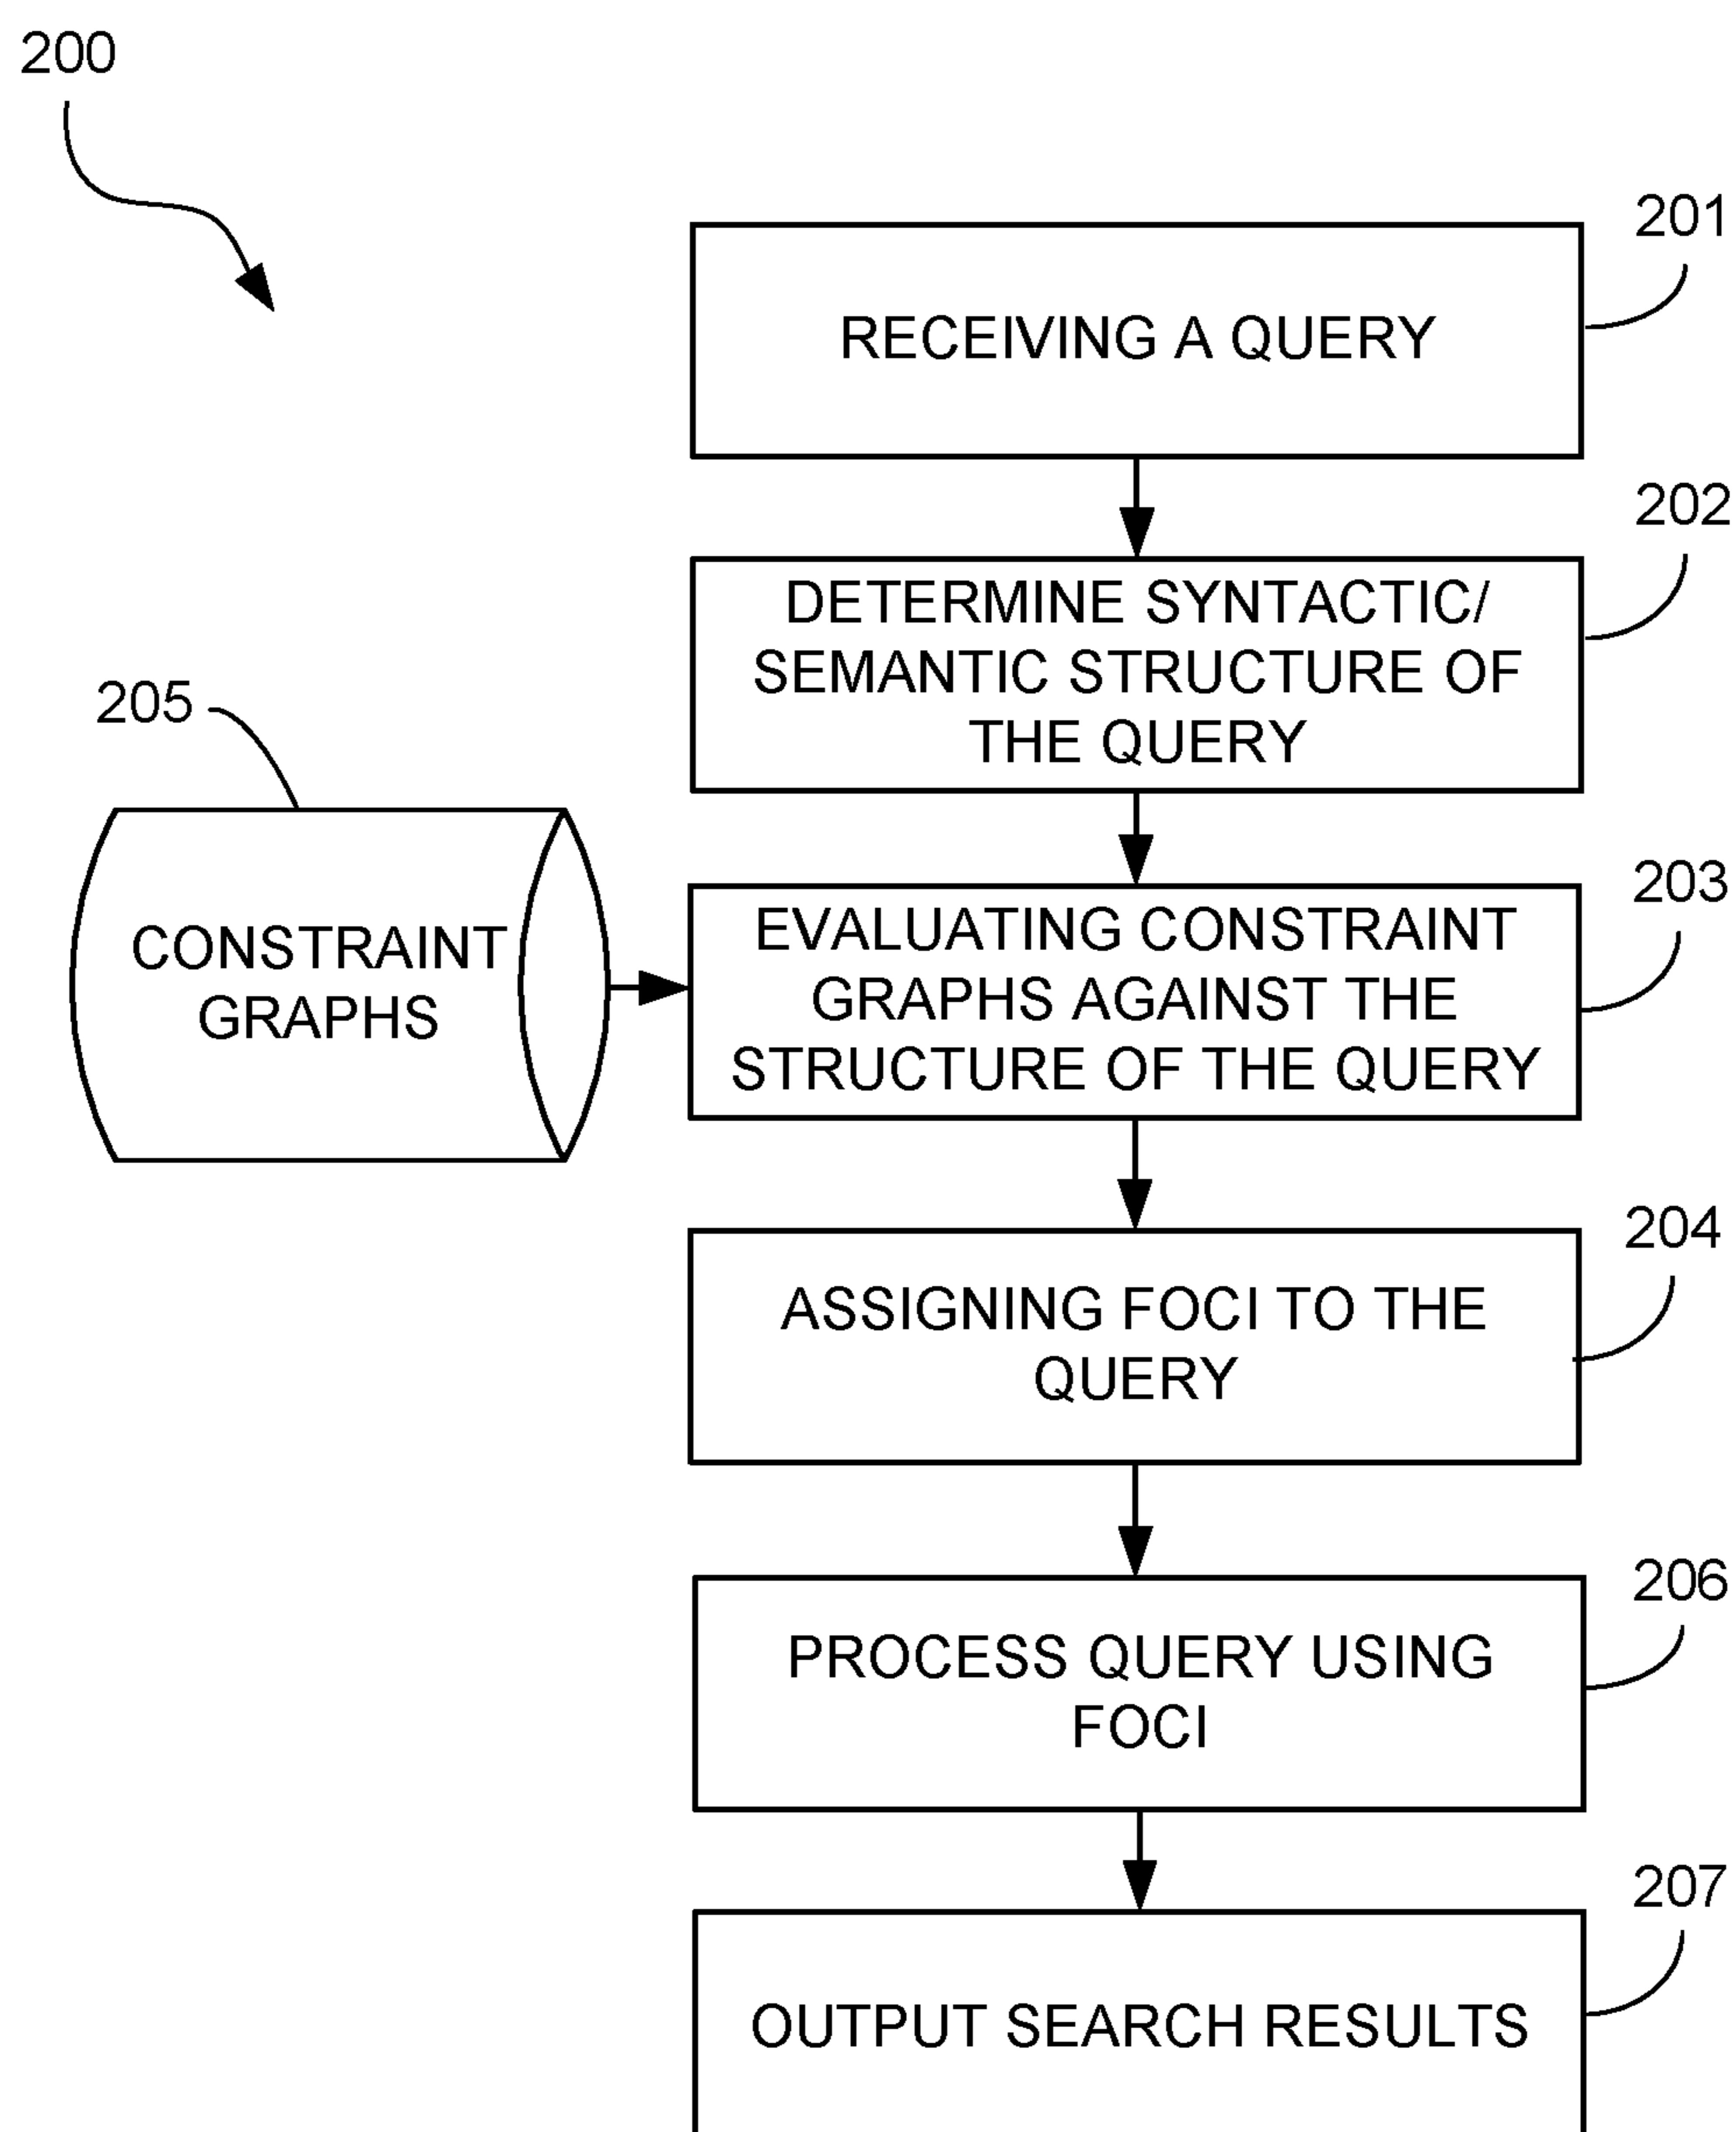 200
201
RECEIVING A QUERY
202
DETERMINE SYNTACTIC/
SEMANTIC STRUCTURE OF
THE QUERY
205
CONSTRAINT
GRAPHS
203
EVALUATING CONSTRAINT
GRAPHS AGAINST THE
STRUCTURE OF THE QUERY
204
ASSIGNING FOCI TO THE
QUERY
206
PROCESS QUERY USING
FOCI
207
OUTPUT SEARCH RESULTS